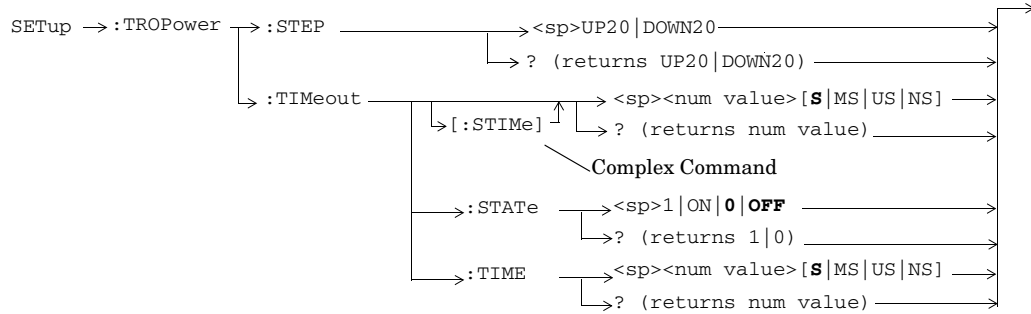 SETup :TROPower :STEP <sp>UP20|DOWN20
? (returns UP20|DOWN20)
:TIMeout <sp><num value>[S|MS|US|NS]
[:STIMe] ? (returns num value)
Complex Command
:STATe <sp>1|ON|0|OFF
? (returns 1|0)
:TIME <sp><num value>[S|MS|US|NS]
? (returns num value)